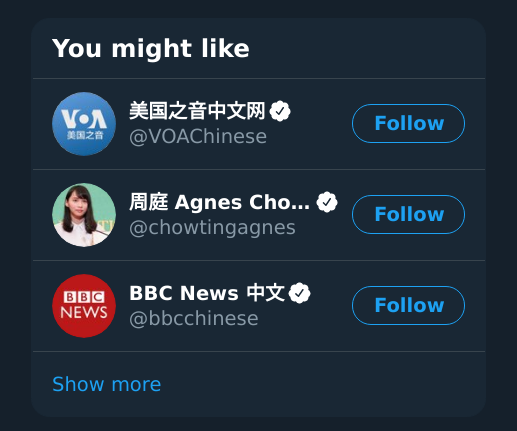 You might like
VOA
美国之音
美国之音中文网
@VOAChinese
Follow
周庭 Agnes Cho...
@chowtingagnes
Follow
BBC
NEWS
BBC News 中文
@bbcchinese
Follow
Show more